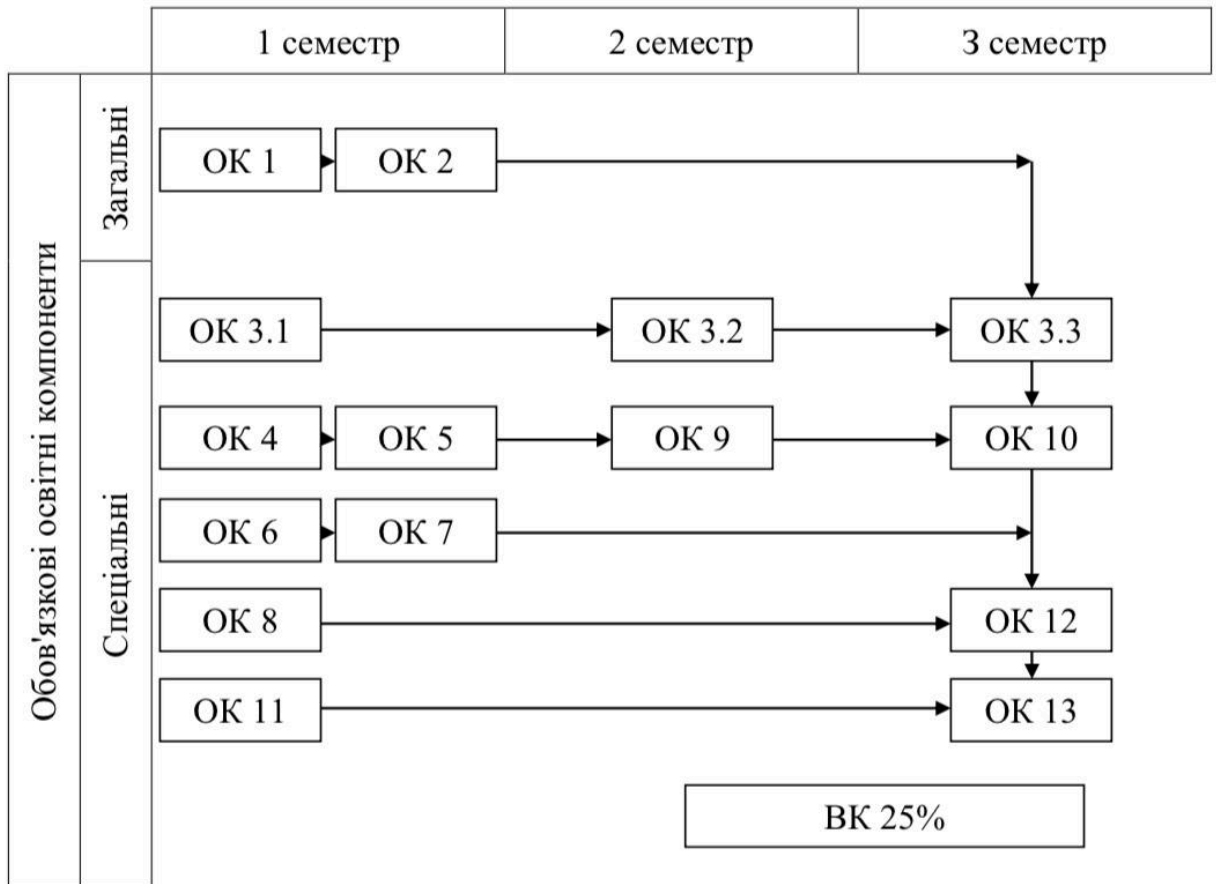 1 семестр
2 семестр
3 семестр
Обов'язкові освітні компоненти
Загальні
ОК 1
ОК 2
Спеціальні
ОК 3.1
ОК 3.2
ОК 3.3
ОК 4
ОК 5
ОК 9
ОК 10
ОК 6
ОК 7
ОК 8
ОК 12
ОК 11
ОК 13
ВК 25%